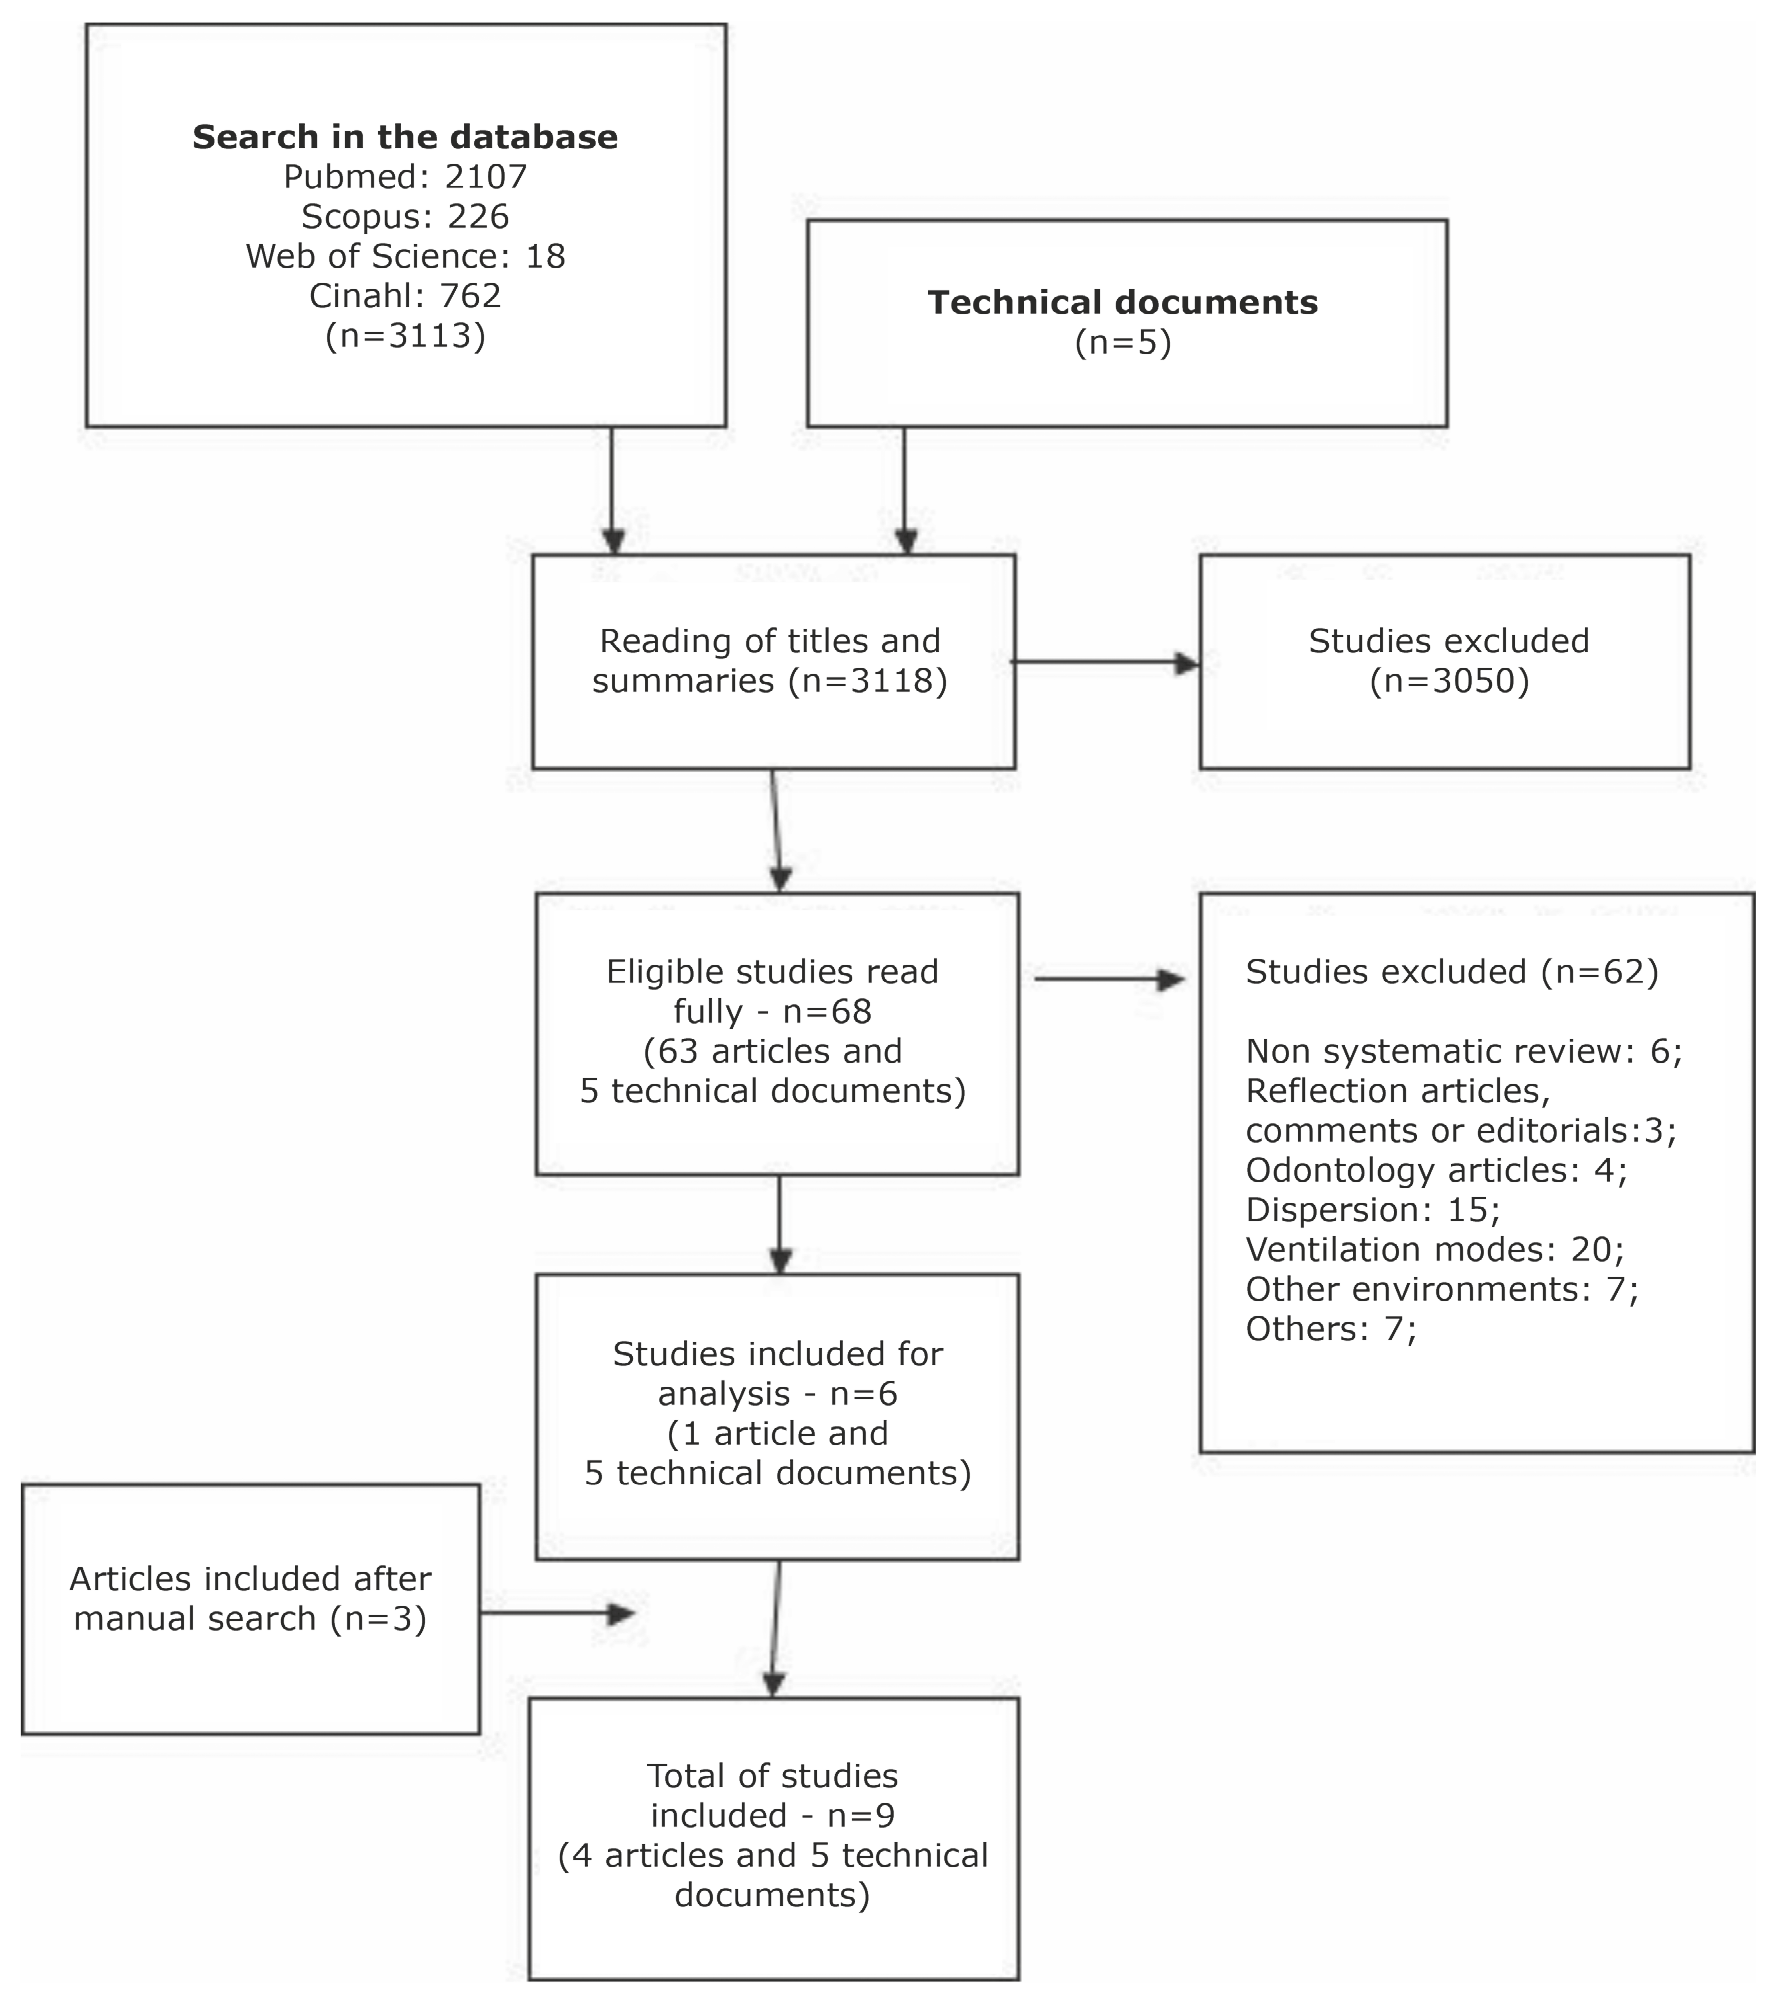 Search in the database
Pubmed: 2107
Scopus: 226
Web of Science: 18
Cinahl: 762
(n=3113)
Technical documents
(n=5)
Reading of titles and
summaries (n=3118)
Studies excluded
(n=3050)
Eligible studies read
fully - n=68
(63 articles and
5 technical documents)
Studies excluded (n=62)
Non systematic review: 6;
Reflection articles,
comments or editorials:3;
Odontology articles: 4;
Dispersion: 15;
Ventilation modes: 20;
Other environments: 7;
Others: 7;
Studies included for
analysis - n=6
(1 article and
5 technical documents)
Articles included after
manual search (n=3)
Total of studies
included - n=9
(4 articles and 5 technical
documents)